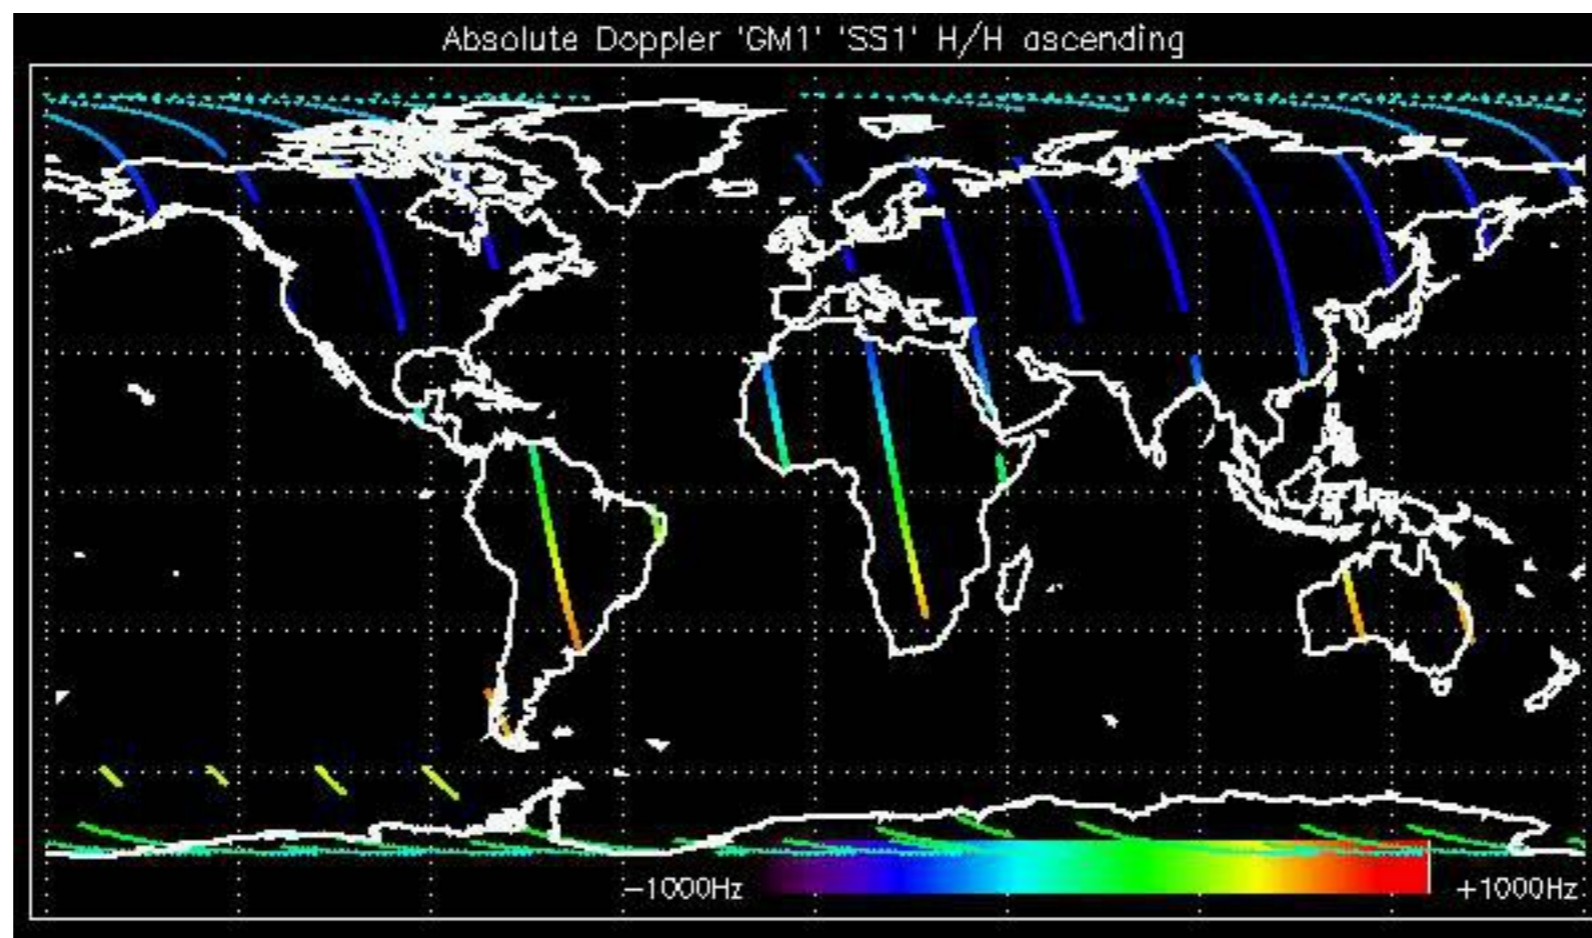 Absolute Doppler 'GM1' 'SS1' H/H ascending
-1000Hz
+1000Hz